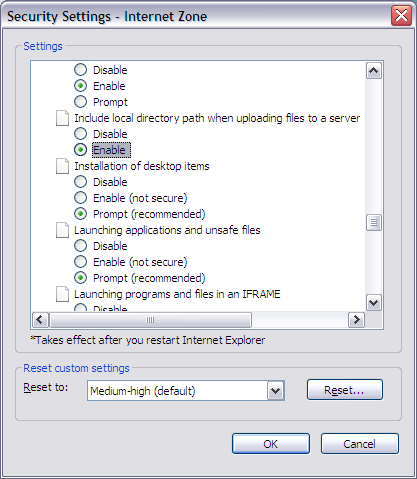 Security Settings - Internet Zone
Settings
Disable
Enable
Prompt
Include local directory path when uploading files to a server
Disable
Enable
Installation of desktop items
Disable
Enable (not secure)
Prompt (recommended)
Launching applications and unsafe files
Disable
Enable (not secure)
Prompt (recommended)
Launching programs and files in an IFRAME
Disable
*Takes effect after you restart Internet Explorer
Reset custom settings
Reset to:
Medium-high (default)
Reset...
OK
Cancel